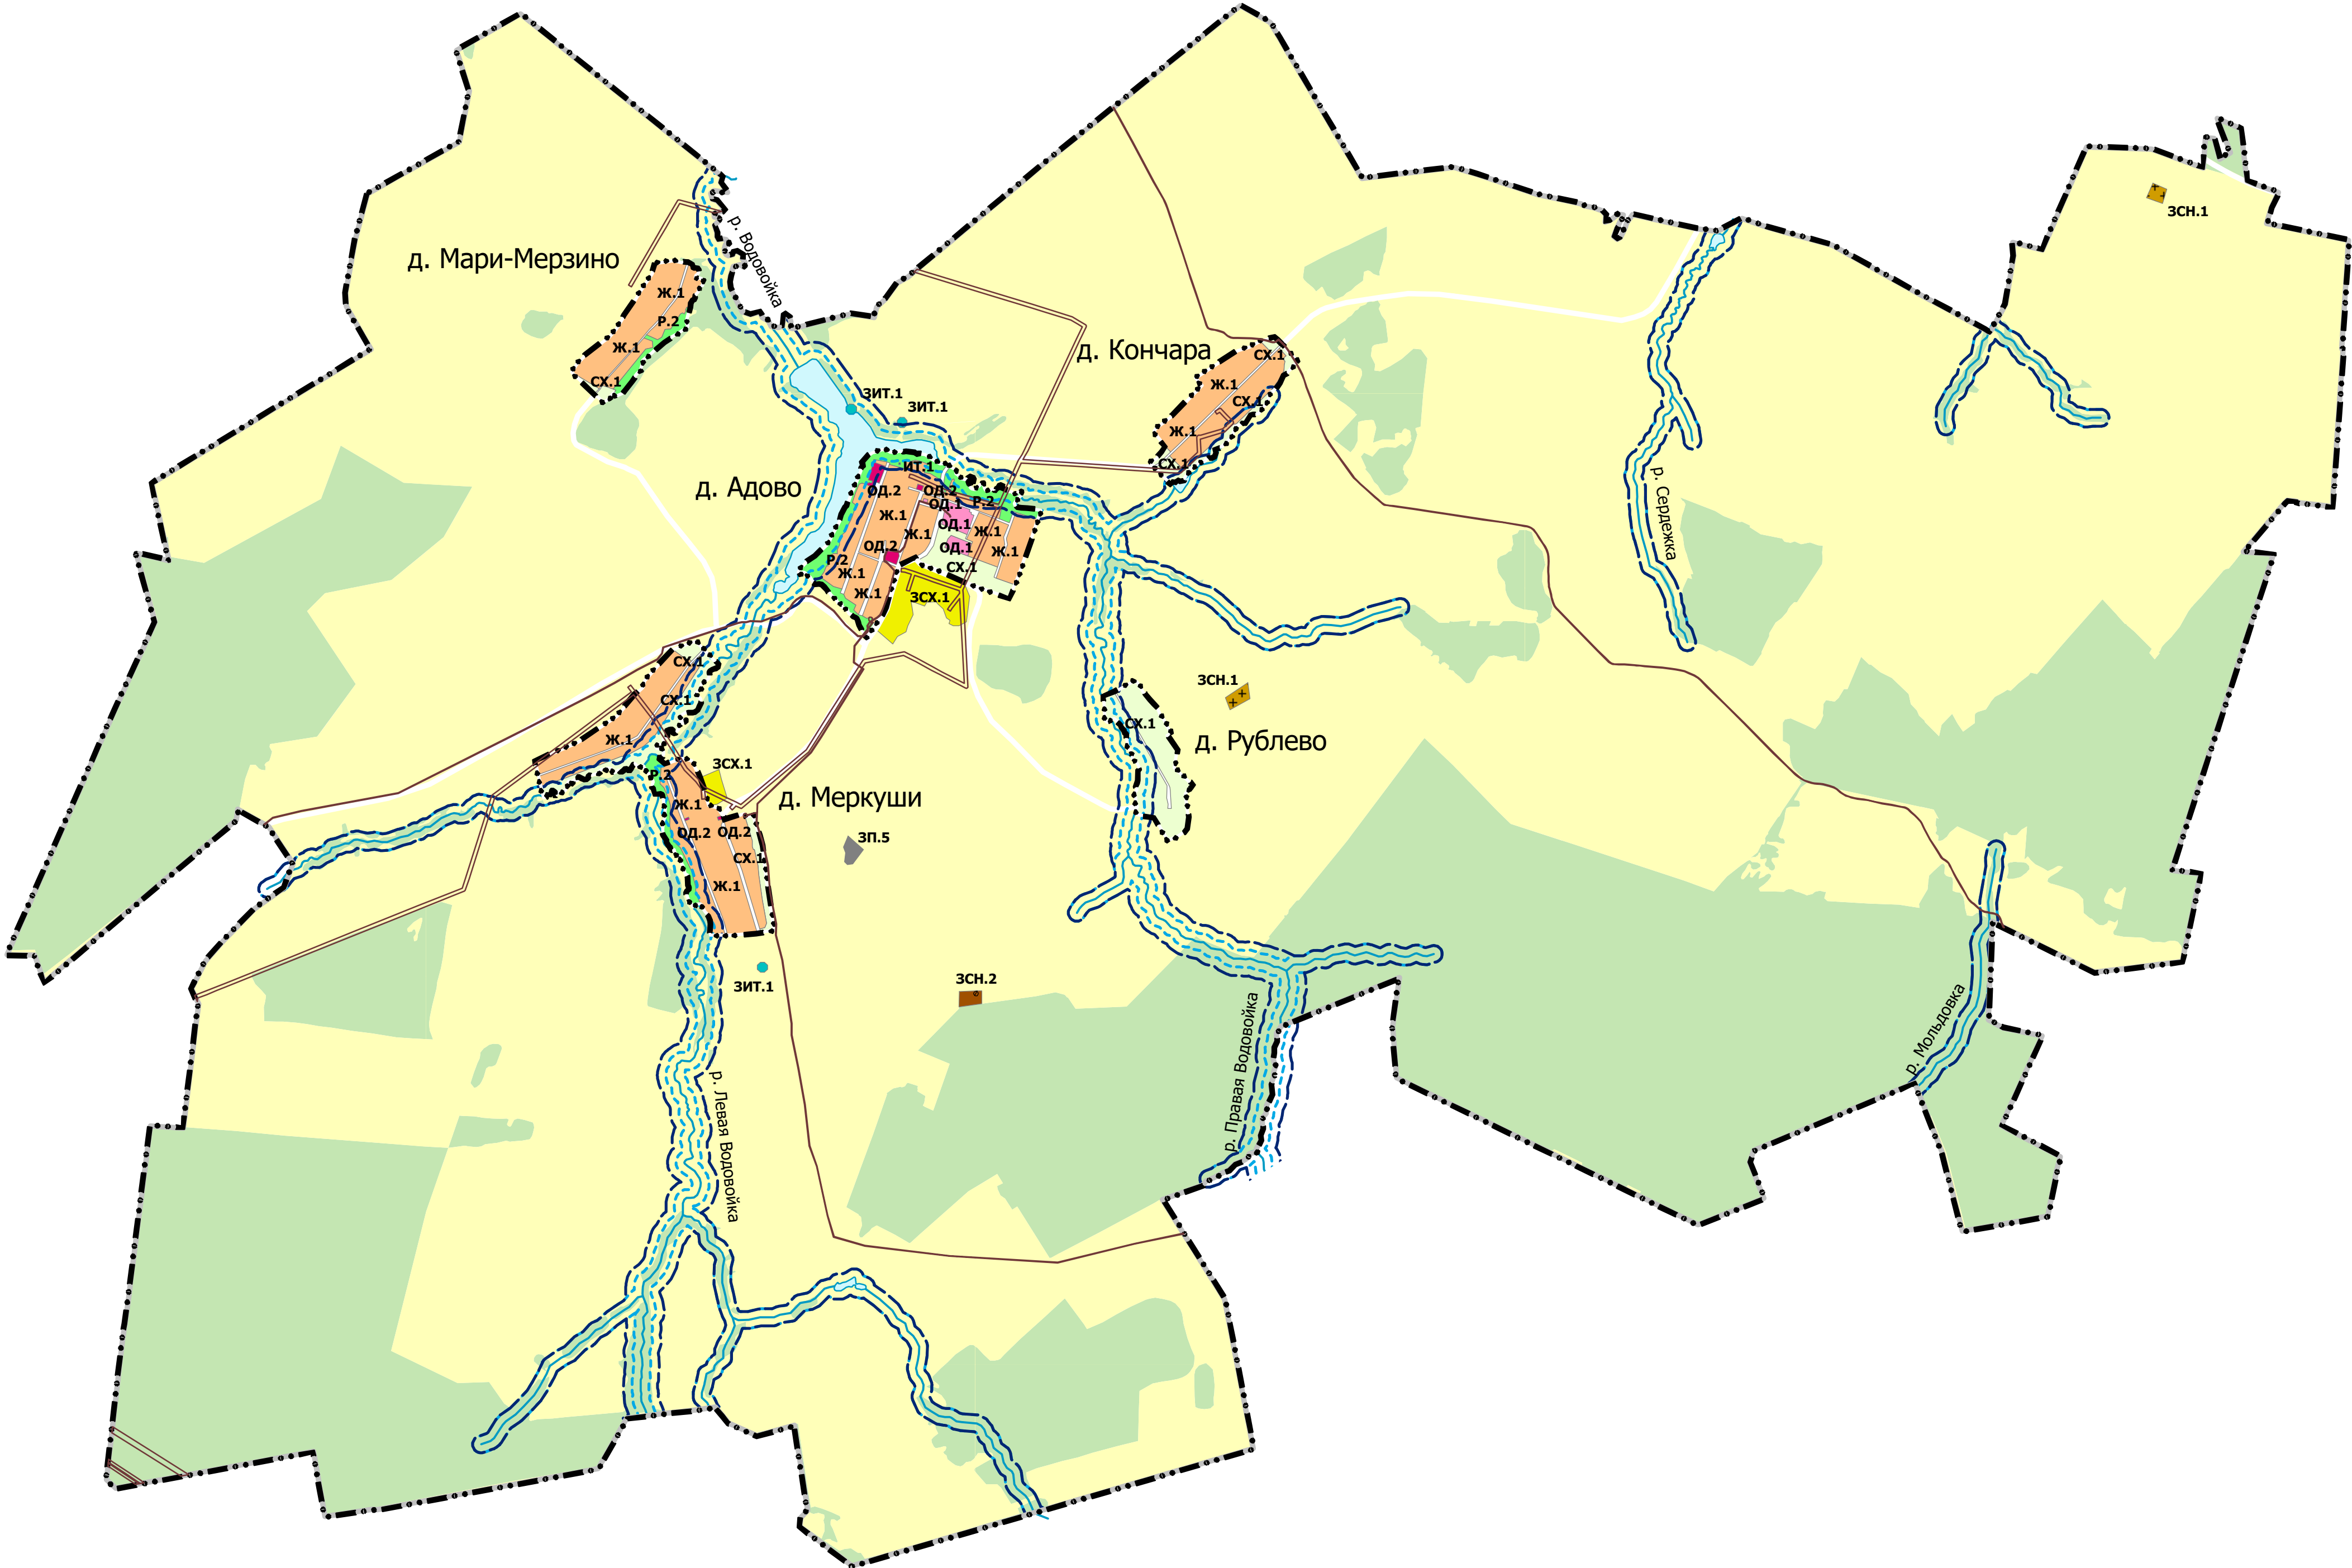 ЗСН.1
р. Водовойка
д. Мари-Мерзино
Ж.1
Р.2
Ж.1
СХ.1
д. Кончара
СХ.1
Ж.1
СХ.1
Ж.1
СХ.1
ЗИТ.1
ЗИТ.1
р. Сердежка
д. Адово
ИТ.1
ОД.2
ОД.2
ОД.1
Р.2
Ж.1
ОД.1
Ж.1
Ж.1
ОД.2
ОД.1
Ж.1
Р.2
СХ.1
Ж.1
Ж.1
ЗСХ.1
СХ.1
ЗСН.1
СХ.1
СХ.1
Ж.1
д. Рублево
ЗСХ.1
Р.2
Ж.1
д. Меркуши
ОД.2
ОД.2
ЗП.5
СХ.1
Ж.1
ЗИТ.1
ЗСН.2
р. Правая Водовойка
р. Мольдовка
р. Левая Водовойка